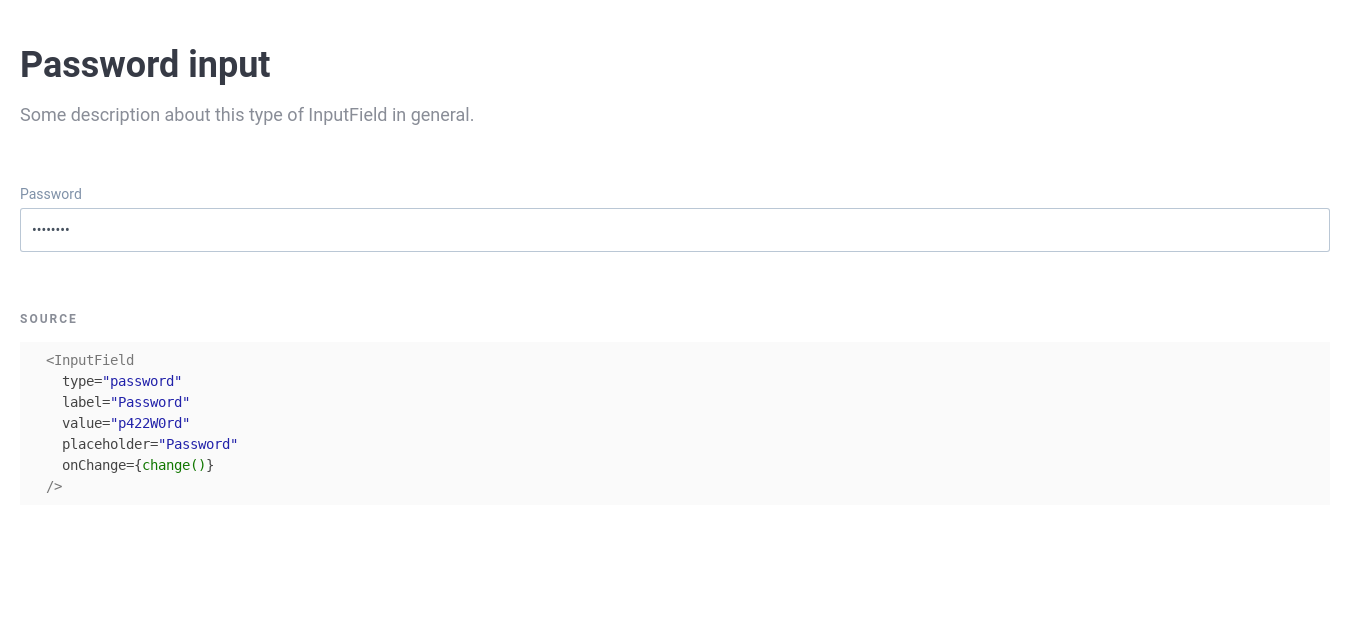 Password input
Some description about this type of InputField in general.
Password
••••••••
SOURCE
<InputField
  type="password"
  label="Password"
  value="p422W0rd"
  placeholder="Password"
  onChange={change()}
/>